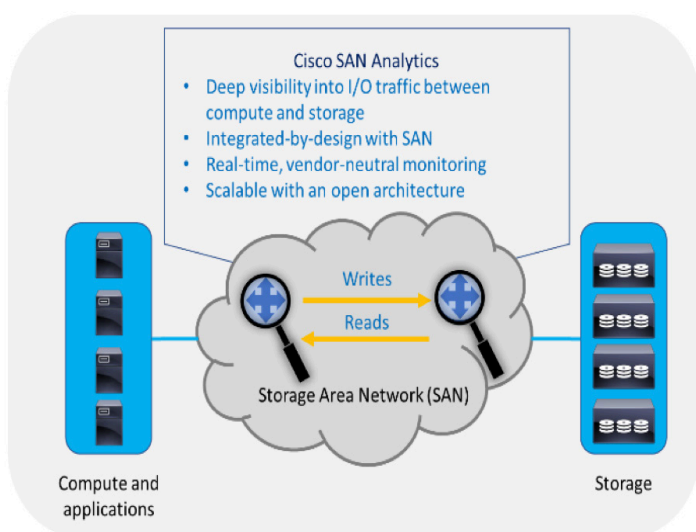 Cisco SAN Analytics
• Deep visibility into I/O traffic between
compute and storage
• Integrated-by-design with SAN
• Real-time, vendor-neutral monitoring
• Scalable with an open architecture
Writes
Reads
Storage Area Network (SAN)
Compute and
applications
Storage